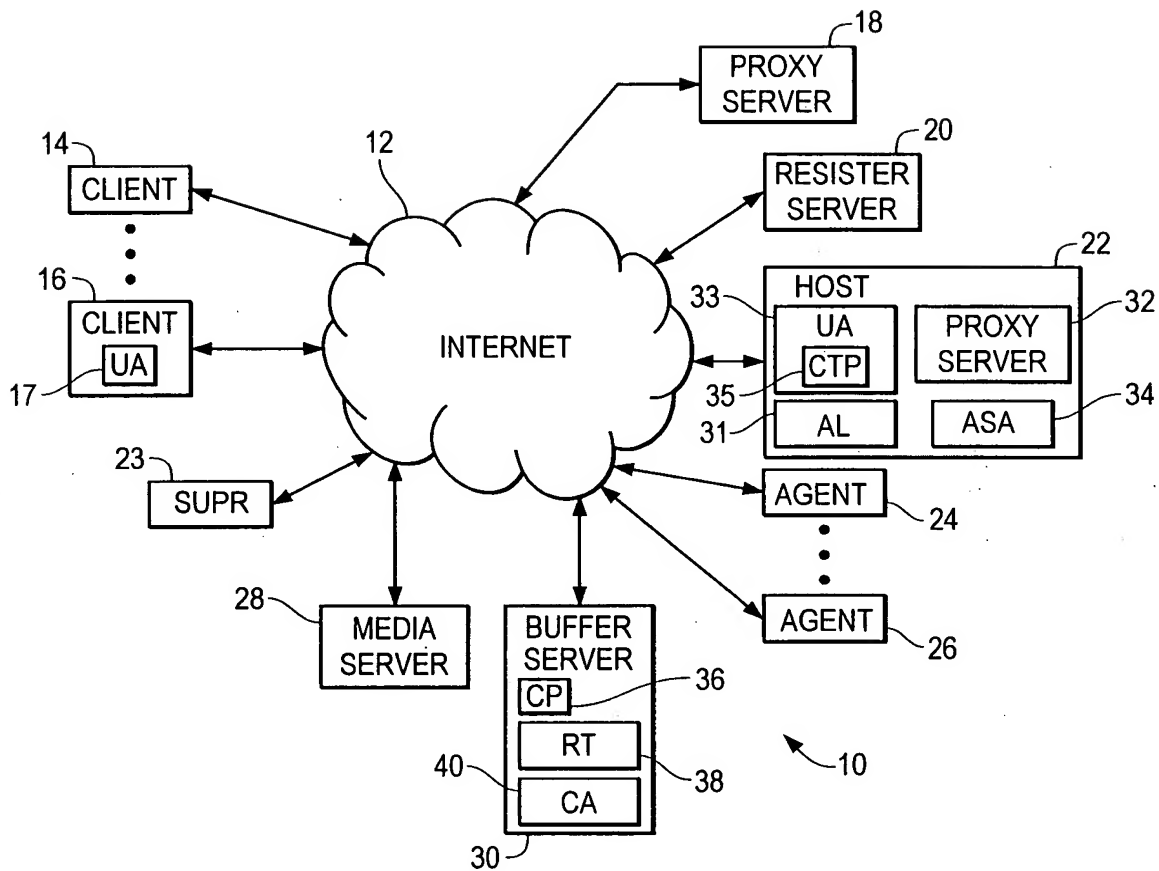 18
PROXY
SERVER
14
CLIENT
12
20
RESISTER
SERVER
16
CLIENT
UA
17
INTERNET
22
HOST
33
UA
CTP
35
PROXY
SERVER
32
31
AL
ASA
34
23
SUPR
AGENT
24
28
MEDIA
SERVER
BUFFER
SERVER
CP
36
RT
38
40
CA
30
AGENT
26
10